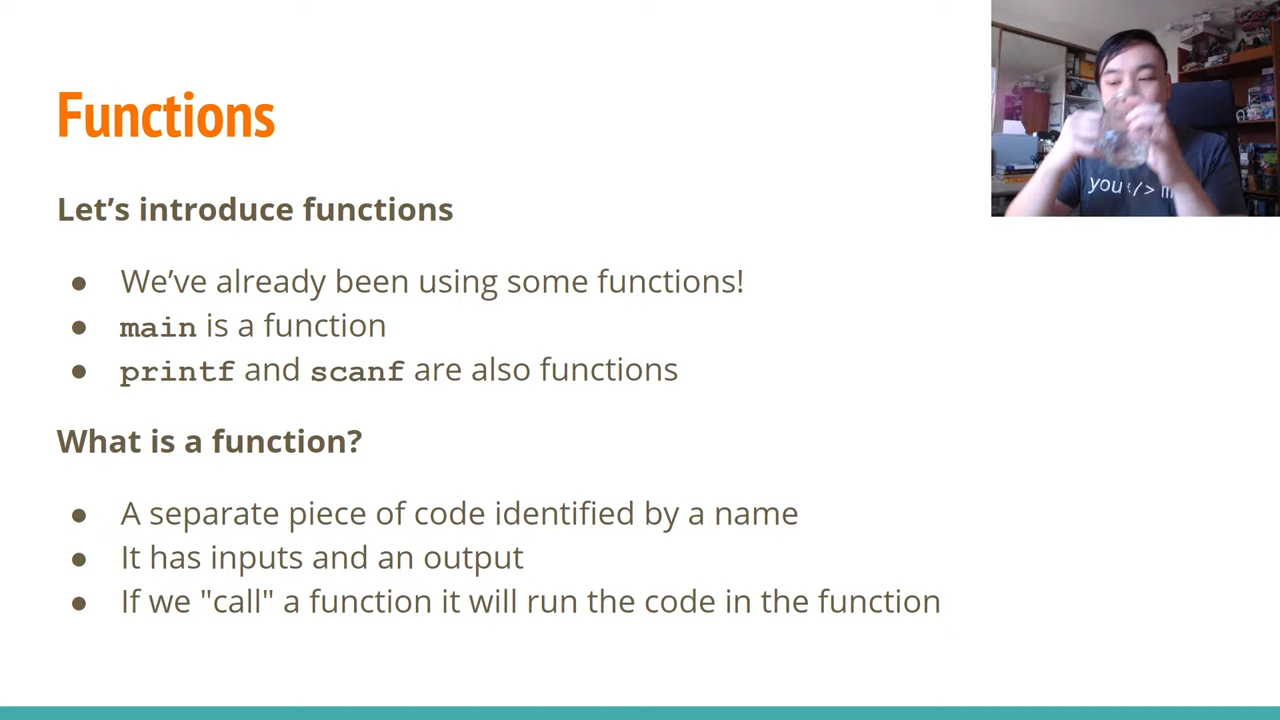 Functions
Let’s introduce functions
● We’ve already been using some functions!
● main is a function
● printf and scanf are also functions
What is a function?
● A separate piece of code identified by a name
● It has inputs and an output
● If we "call" a function it will run the code in the function
you </> m